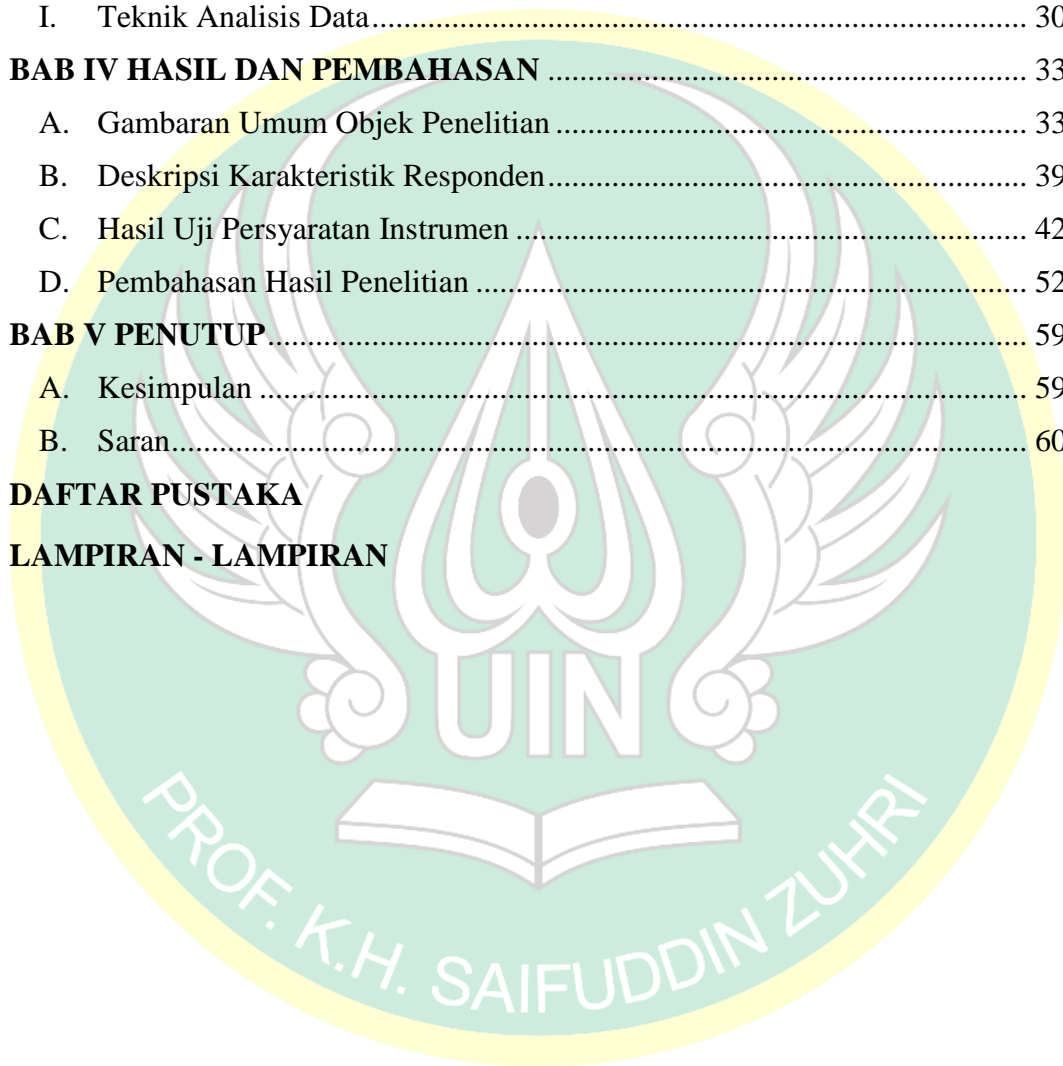 I. Teknik Analisis Data.......................................................................................... 30
BAB IV HASIL DAN PEMBAHASAN .................................................................. 33
A. Gambaran Umum Objek Penelitian ................................................................. 33
B. Deskripsi Karakteristik Responden.................................................................. 39
C. Hasil Uji Persyaratan Instrumen ...................................................................... 42
D. Pembahasan Hasil Penelitian ........................................................................... 52
BAB V PENUTUP.................................................................................................. 59
A. Kesimpulan ...................................................................................................... 59
B. Saran................................................................................................................. 60
DAFTAR PUSTAKA
LAMPIRAN - LAMPIRAN
UIN
PROF. K.H. SAIFUDDIN ZUHRI